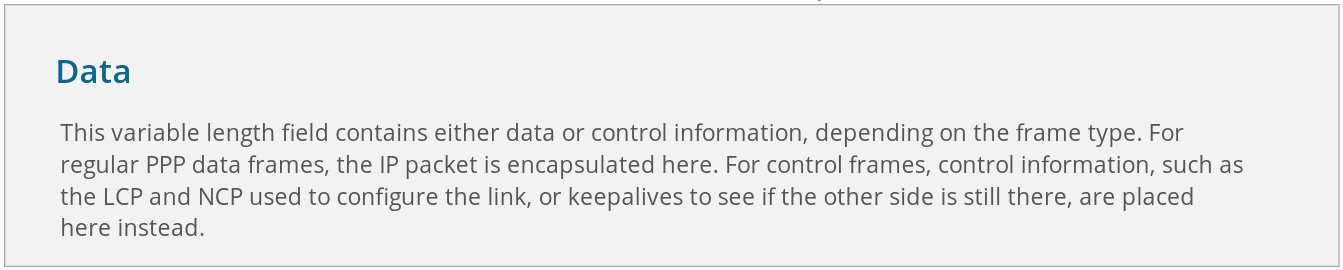 Data
This variable length field contains either data or control information, depending on the frame type. For
regular PPP data frames, the IP packet is encapsulated here. For control frames, control information, such as
the LCP and NCP used to configure the link, or keepalives to see if the other side is still there, are placed
here instead.